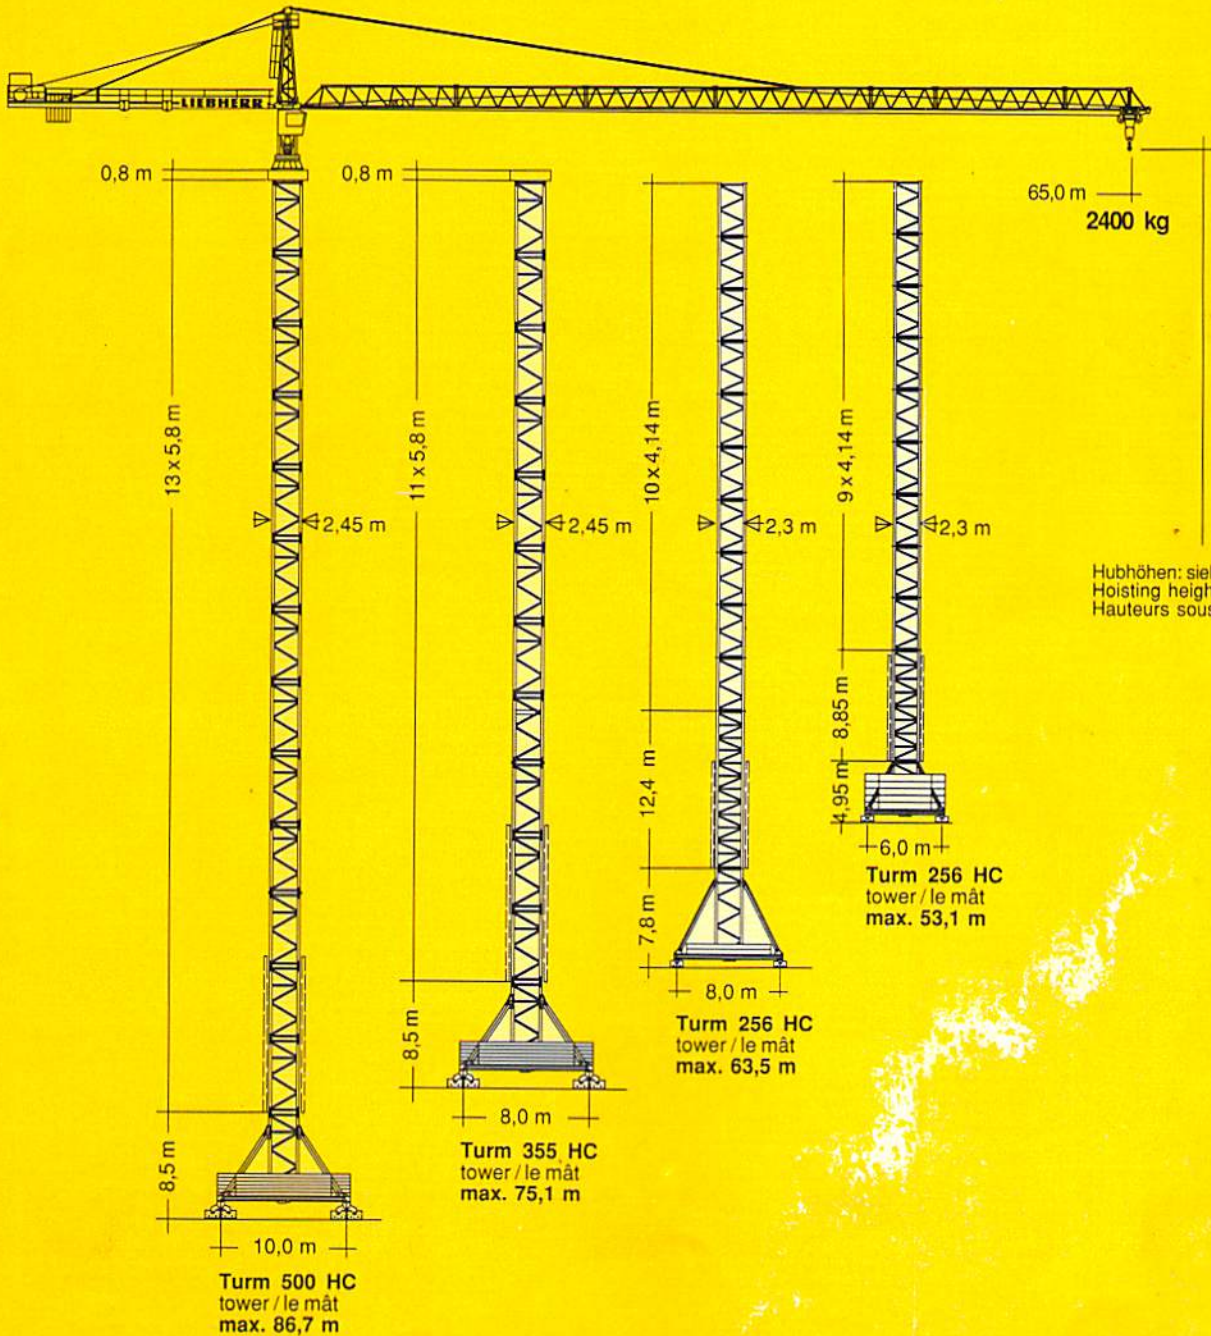 LIEBHERR
0,8 m
0,8 m
65,0 m
2400 kg
13 x 5,8 m
11 x 5,8 m
10 x 4,14 m
9 x 4,14 m
2,45 m
2,45 m
2,3 m
2,3 m
Hubhöhen:
Hoisting
Hauteurs
8,85 m
12,4 m
4,95 m
6,0 m
Turm 256 HC
tower / le mât
max. 53,1 m
7,8 m
8,0 m
Turm 256 HC
tower / le mât
max. 63,5 m
8,5 m
8,0 m
Turm 355 HC
tower / le mât
max. 75,1 m
8,5 m
10,0 m
Turm 500 HC
tower / le mât
max. 86,7 m